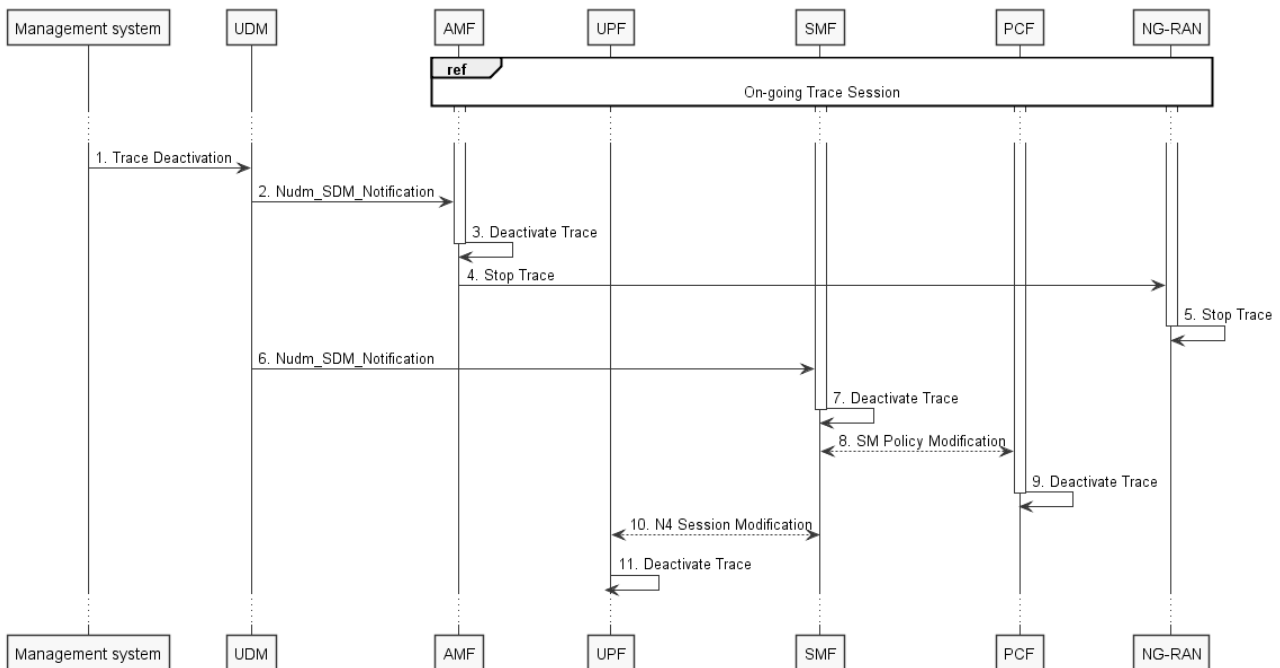 Management system
UDM
AMF
UPF
SMF
PCF
NG-RAN
ref
On-going Trace Session
1. Trace Deactivation
2. Nudm_SDM_Notification
3. Deactivate Trace
4. Stop Trace
5. Stop Trace
6. Nudm_SDM_Notification
7. Deactivate Trace
8. SM Policy Modification
9. Deactivate Trace
10. N4 Session Modification
11. Deactivate Trace
Management system
UDM
AMF
UPF
SMF
PCF
NG-RAN